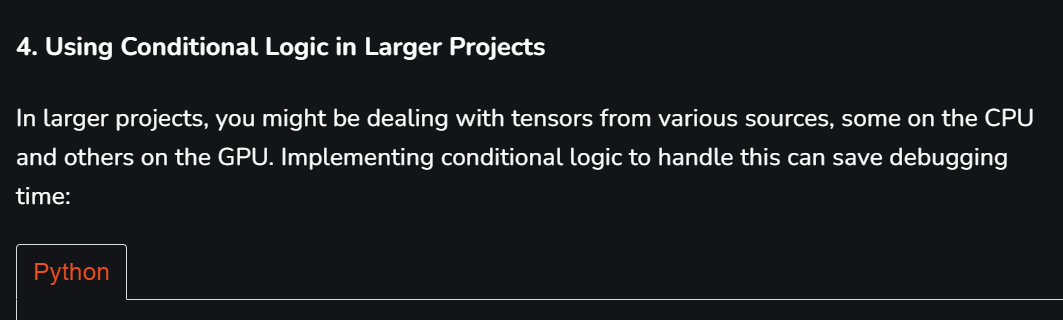 4. Using Conditional Logic in Larger Projects
In larger projects, you might be dealing with tensors from various sources, some on the CPU
and others on the GPU. Implementing conditional logic to handle this can save debugging
time:
Python